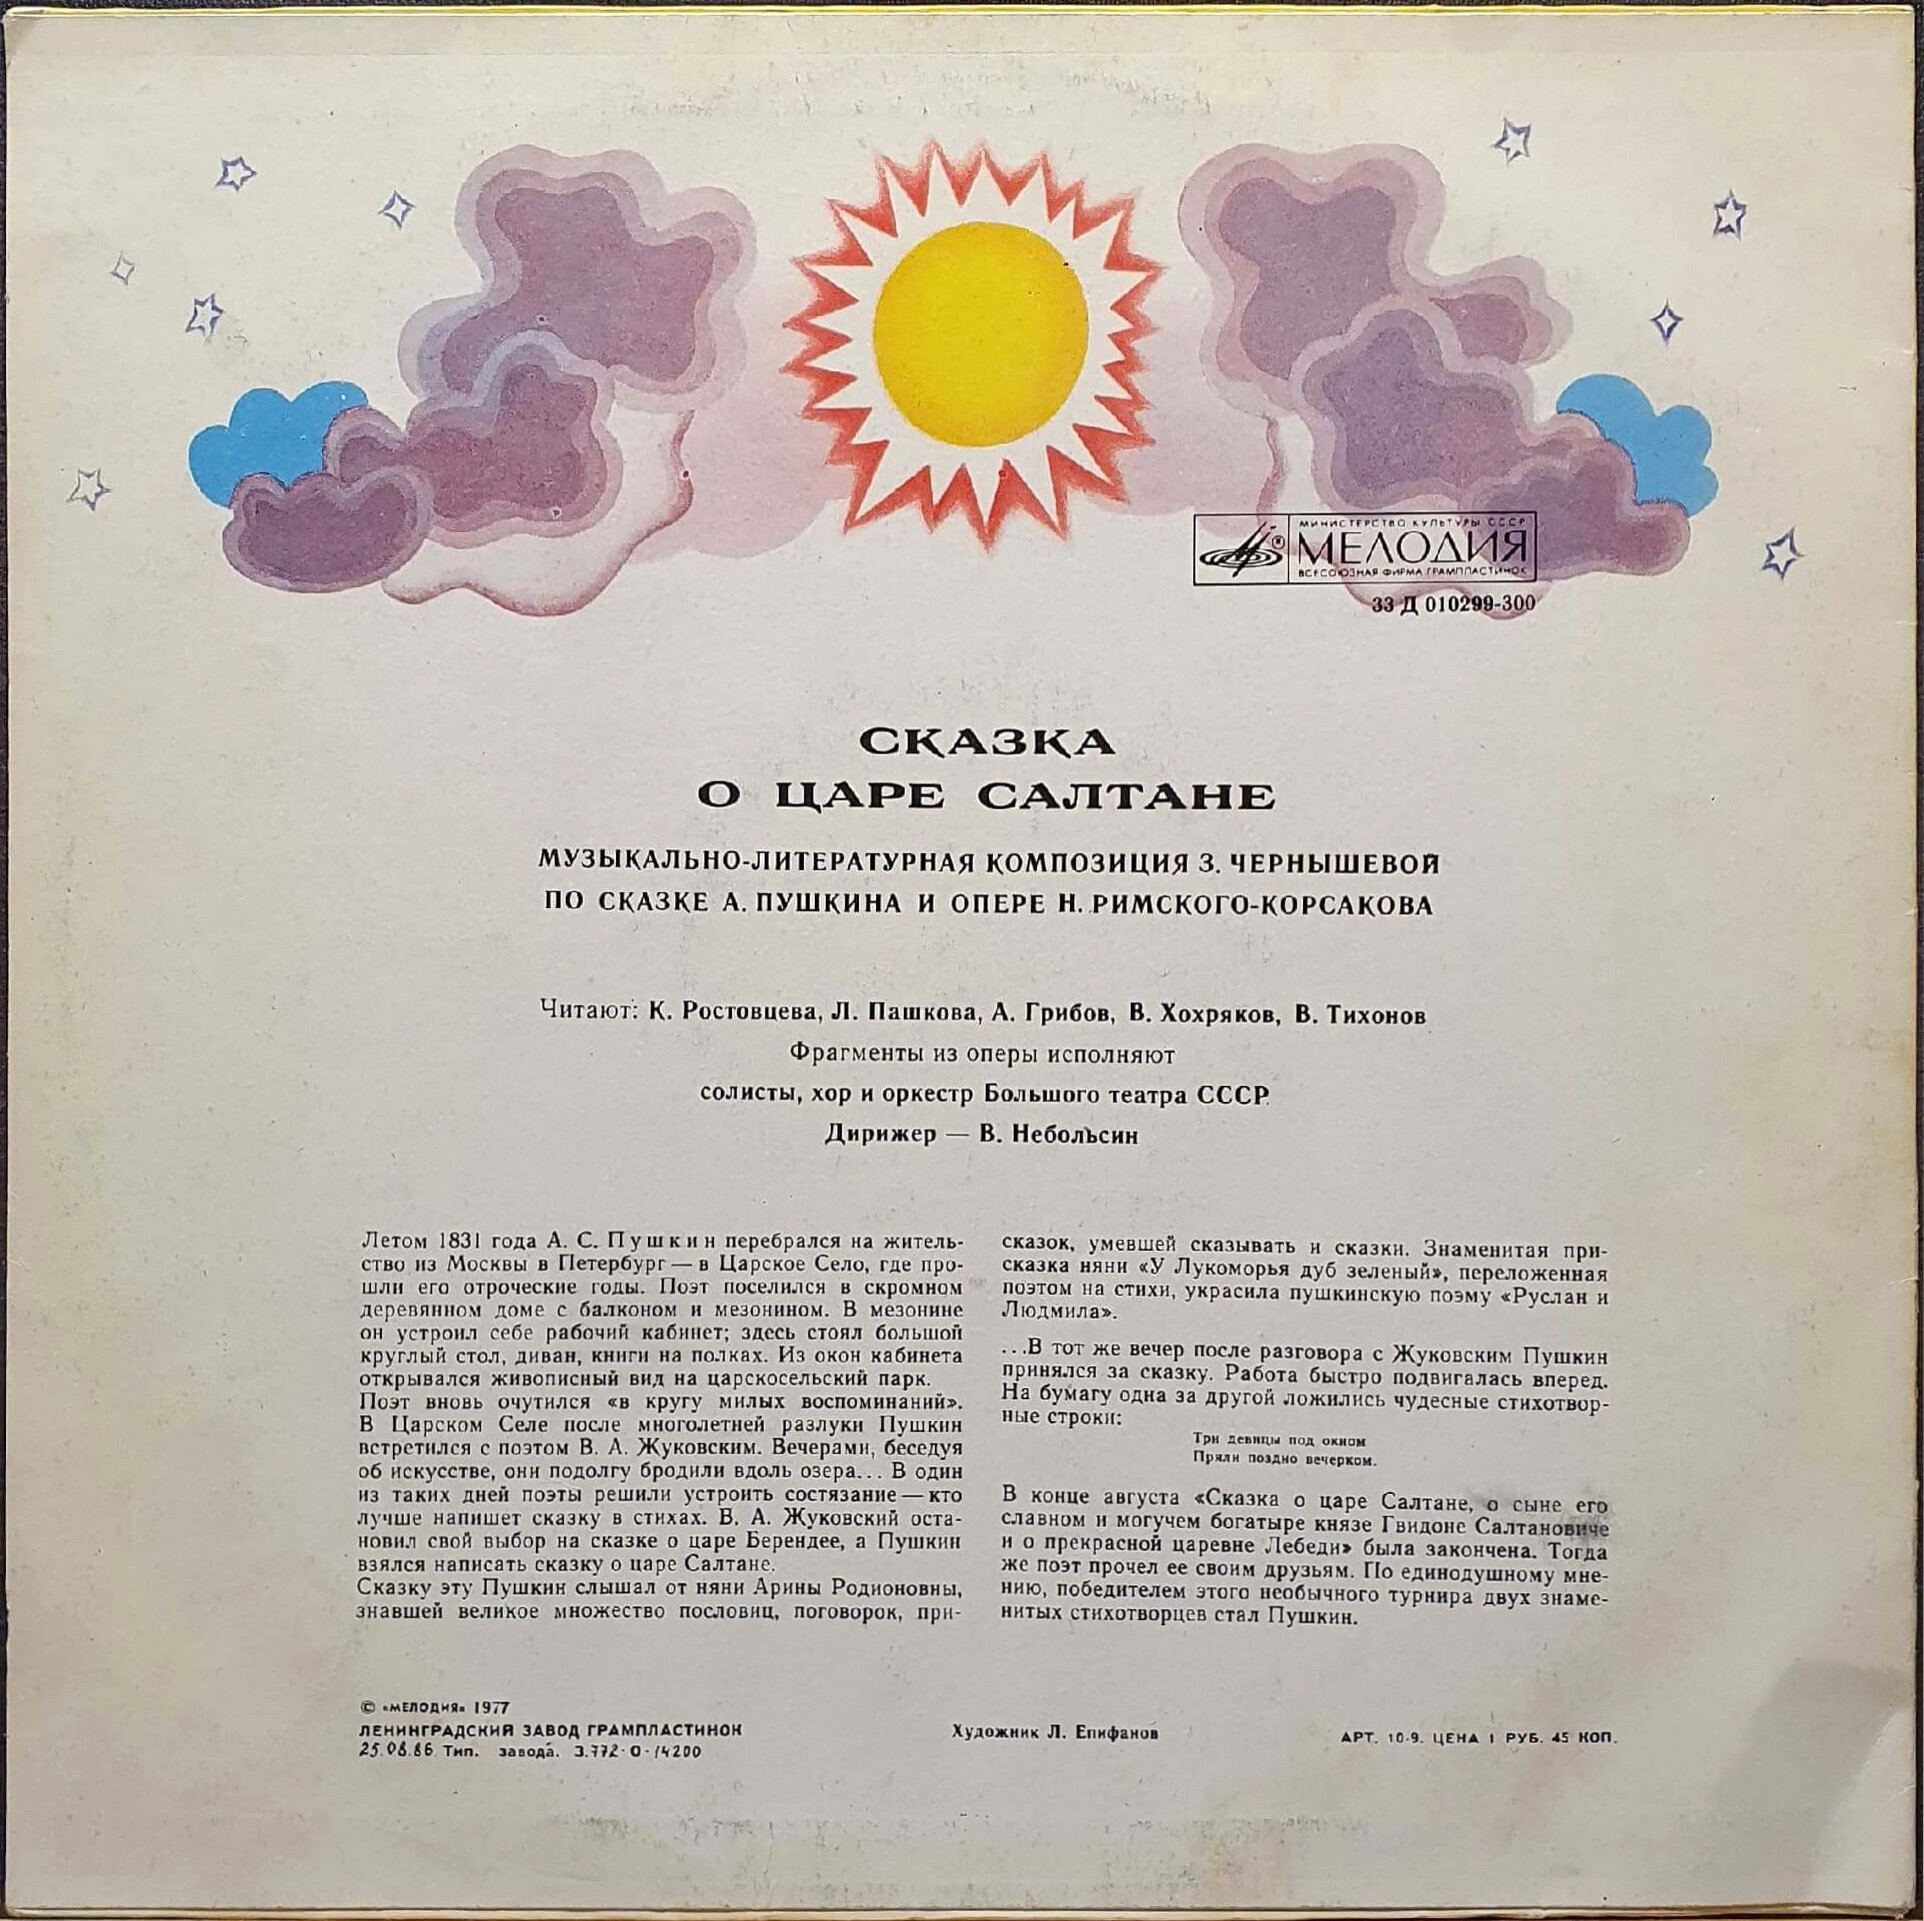 МИНИСТЕРСТВО КУЛЬТУРЫ СССР
МЕЛОДИЯ
ВСЕСОЮЗНАЯ ФИРМА ГРАМПЛАСТИНОК
33 Д 010299-300
СКАЗКА
О ЦАРЕ САЛТАНЕ
МУЗЫКАЛЬНО-ЛИТЕРАТУРНАЯ КОМПОЗИЦИЯ З. ЧЕРНЫШЕВОЙ
ПО СКАЗКЕ А. ПУШКИНА И ОПЕРЕ Н. РИМСКОГО-КОРСАКОВА
Читают: К. Ростовцева, Л. Пашкова, А. Грибов, В. Хохряков, В. Тихонов
Фрагменты из оперы исполняют
солисты, хор и оркестр Большого театра СССР
Дирижер — В. Небольсин
Летом 1831 года А. С. Пушкин перебрался на житель-
ство из Москвы в Петербург — в Царское Село, где про-
шли его отроческие годы. Поэт поселился в скромном
деревянном доме с балконом и мезонином. В мезонине
он устроил себе рабочий кабинет; здесь стоял большой
круглый стол, диван, книги на полках. Из окон кабинета
открывался живописный вид на царскосельский парк.
Поэт вновь очутился «в кругу милых воспоминаний».
В Царском Селе после многолетней разлуки Пушкин
встретился с поэтом В. А. Жуковским. Вечерами, беседуя
об искусстве, они подолгу бродили вдоль озера... В один
из таких дней поэты решили устроить состязание — кто
лучше напишет сказку в стихах. В. А. Жуковский оста-
новил свой выбор на сказке о царе Берендее, а Пушкин
взялся написать сказку о царе Салтане.
Сказку эту Пушкин слышал от няни Арины Родионовны,
знавшей великое множество пословиц, поговорок, при-
сказок, умевшей сказывать и сказки. Знаменитая при-
сказка няни «У Лукоморья дуб зеленый», переложенная
поэтом на стихи, украсила пушкинскую поэму «Руслан и
Людмила».
...В тот же вечер после разговора с Жуковским Пушкин
принялся за сказку. Работа быстро подвигалась вперед.
На бумагу одна за другой ложились чудесные стихотвор-
ные строки:
Три девицы под окном
Пряли поздно вечерком.
В конце августа «Сказка о царе Салтане, о сыне его
славном и могучем богатыре князе Гвидоне Салтановиче
и о прекрасной царевне Лебеди» была закончена. Тогда
же поэт прочел ее своим друзьям. По единодушному мне-
нию, победителем этого необычного турнира двух знаме-
нитых стихотворцев стал Пушкин.
© «МЕЛОДИЯ» 1977
ЛЕНИНГРАДСКИЙ ЗАВОД ГРАМПЛАСТИНОК
25.08.86 Тип. завода. З.772-0-14200
Художник Л. Епифанов
АРТ. 10-9. ЦЕНА 1 РУБ. 45 КОП.